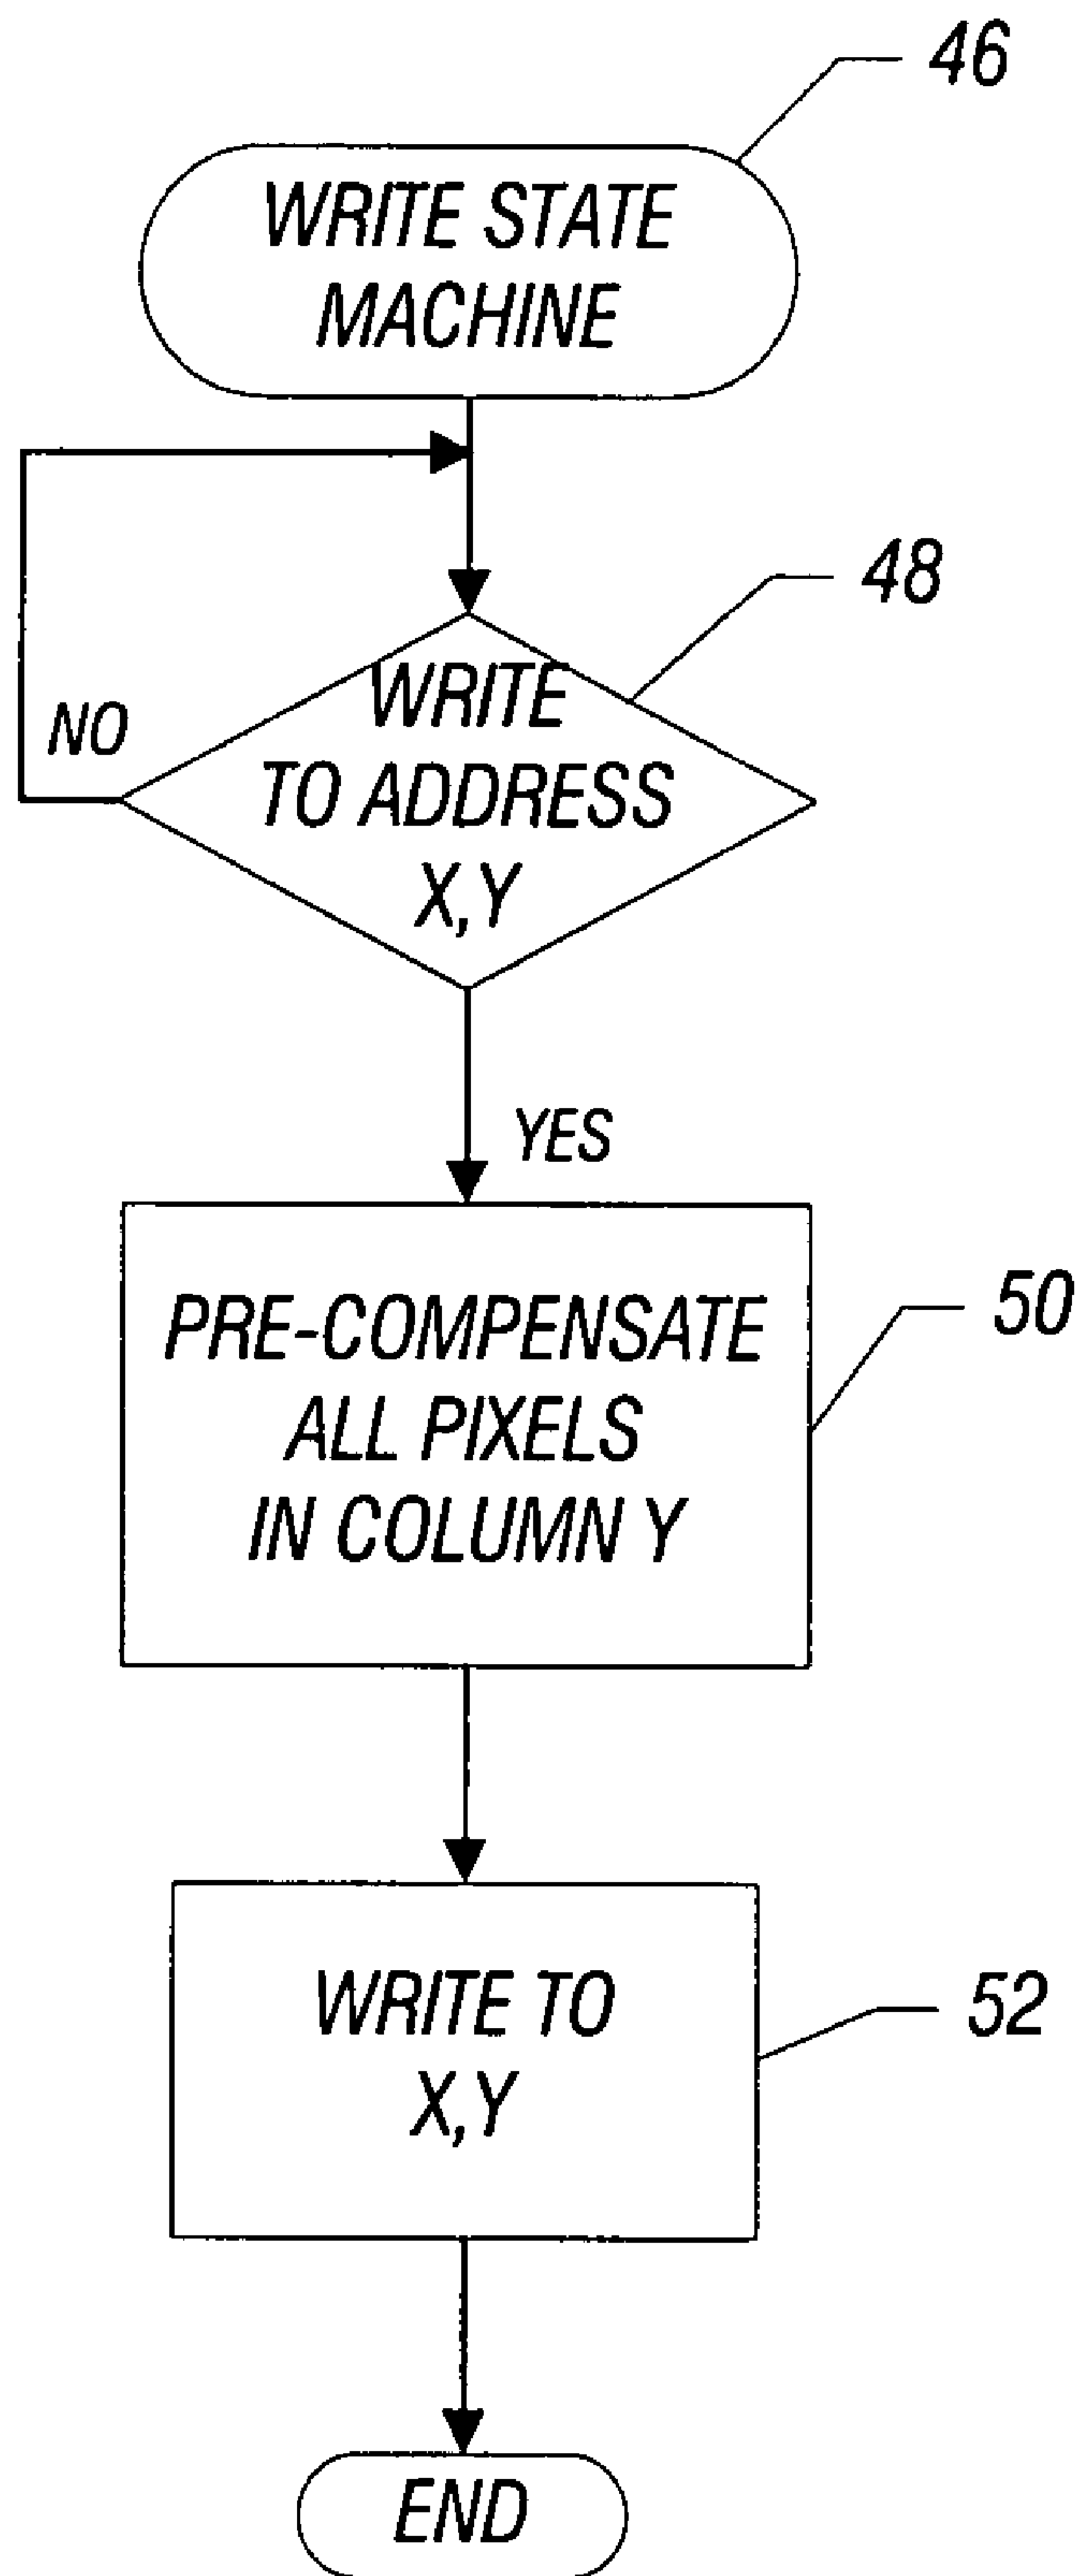 46
WRITE STATE
MACHINE
48
WRITE
TO ADDRESS
X,Y
NO
YES
PRE-COMPENSATE
ALL PIXELS
IN COLUMN Y
50
WRITE TO
X,Y
52
END